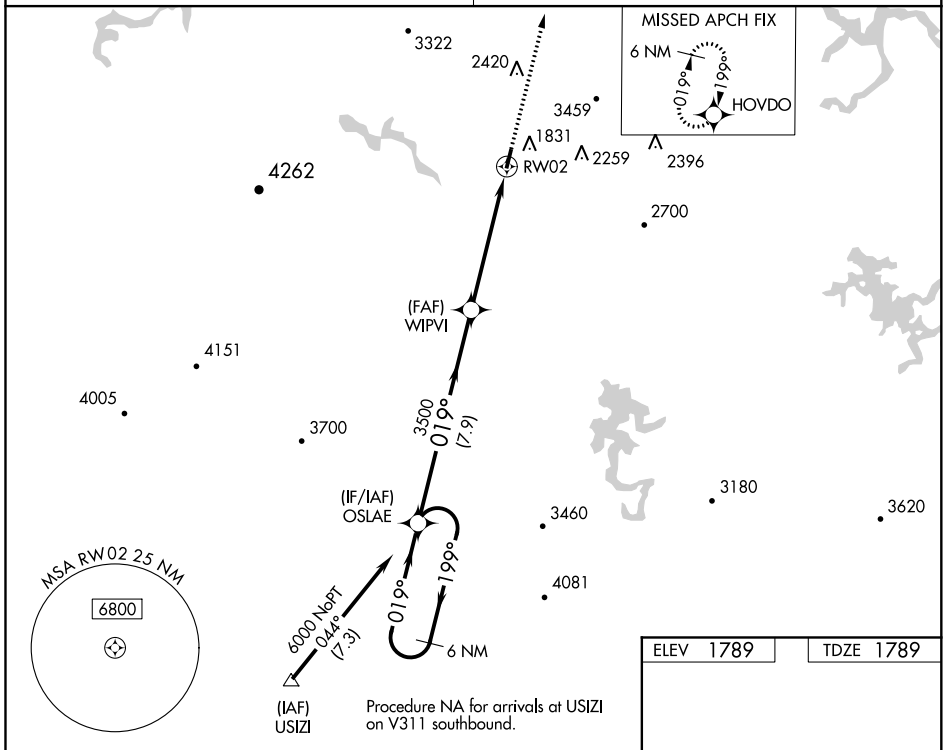 MISSED APCH FIX
6 NM
019°
199°
HOVDO
3322
2420
3459
1831
RW02
2259
2396
4262
2700
(FAF)
WIPVI
4151
4005
3700
3500
019°
(7.9)
(IF/IAF)
OSLAE
3460
3180
3620
MSA RW02 25 NM
6800
6000 NoPT
044°
(7.3)
019°
199°
4081
6 NM
(IAF)
USIZI
Procedure NA for arrivals at USIZI
on V311 southbound.
ELEV 1789
TDZE 1789